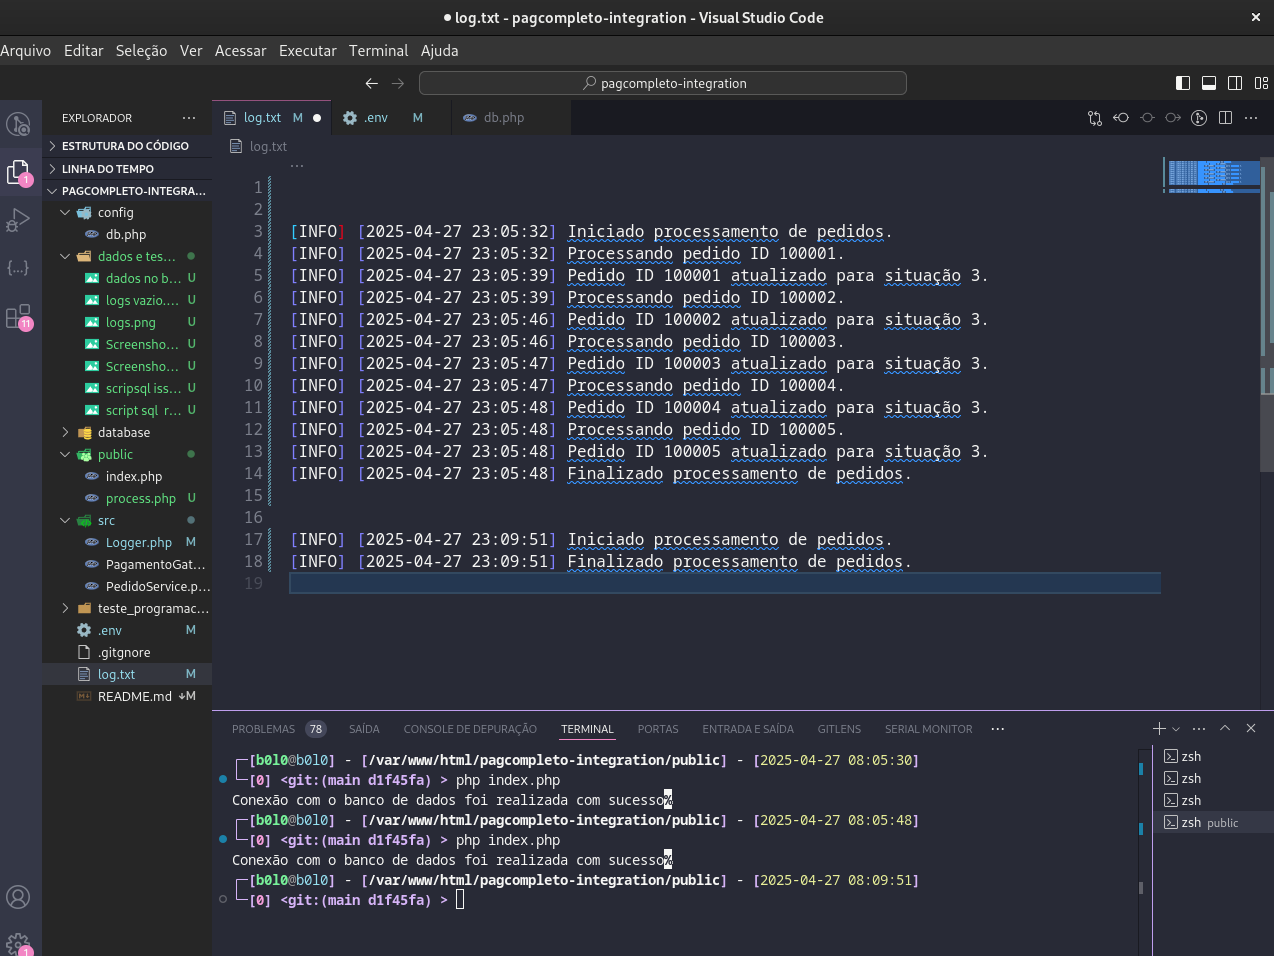 log.txt - pagcompleto-integration - Visual Studio Code
Arquivo Editar Seleção Ver Acessar Executar Terminal Ajuda
pagcompleto-integration
EXPLORADOR
log.txt M
.env M
db.php
ESTRUTURA DO CÓDIGO
LINHA DO TEMPO
PAGCOMPLETO-INTEGRA...
config
db.php
dados e tes...
dados no b... U
logs vazio.... U
logs.png U
Screensho... U
Screensho... U
scripsql iss... U
script sql r... U
database
public
index.php
process.php U
src
Logger.php M
PagamentoGat...
PedidoService.p...
teste_programac...
.env M
.gitgnore
log.txt M
README.md ↓M
1
11
1
log.txt
...
1
2
3 [INFO] [2025-04-27 23:05:32] Iniciado processamento de pedidos.
4 [INFO] [2025-04-27 23:05:32] Processando pedido ID 100001.
5 [INFO] [2025-04-27 23:05:39] Pedido ID 100001 atualizado para situação 3.
6 [INFO] [2025-04-27 23:05:39] Processando pedido ID 100002.
7 [INFO] [2025-04-27 23:05:46] Pedido ID 100002 atualizado para situação 3.
8 [INFO] [2025-04-27 23:05:46] Processando pedido ID 100003.
9 [INFO] [2025-04-27 23:05:47] Pedido ID 100003 atualizado para situação 3.
10 [INFO] [2025-04-27 23:05:47] Processando pedido ID 100004.
11 [INFO] [2025-04-27 23:05:48] Pedido ID 100004 atualizado para situação 3.
12 [INFO] [2025-04-27 23:05:48] Processando pedido ID 100005.
13 [INFO] [2025-04-27 23:05:48] Pedido ID 100005 atualizado para situação 3.
14 [INFO] [2025-04-27 23:05:48] Finalizado processamento de pedidos.
15
16
17 [INFO] [2025-04-27 23:09:51] Iniciado processamento de pedidos.
18 [INFO] [2025-04-27 23:09:51] Finalizado processamento de pedidos.
19
PROBLEMAS 78 SAÍDA CONSOLE DE DEPURAÇÃO TERMINAL PORTAS ENTRADA E SAÍDA GITLENS SERIAL MONITOR ...
┌─[b0l0@b0l0] - [/var/www/html/pagcompleto-integration/public] - [2025-04-27 08:05:30]
└─[0] <git:(main d1f45fa) > php index.php
Conexão com o banco de dados foi realizada com sucesso%
┌─[b0l0@b0l0] - [/var/www/html/pagcompleto-integration/public] - [2025-04-27 08:05:48]
└─[0] <git:(main d1f45fa) > php index.php
Conexão com o banco de dados foi realizada com sucesso%
┌─[b0l0@b0l0] - [/var/www/html/pagcompleto-integration/public] - [2025-04-27 08:09:51]
└─[0] <git:(main d1f45fa) >
zsh
zsh
zsh
zsh public